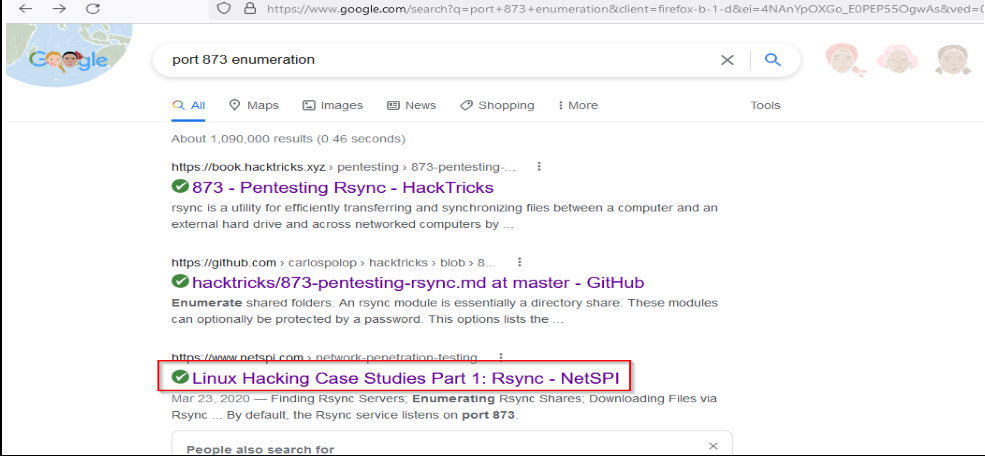 https://www.google.com/search?q=port+873+enumeration&client=firefox-b-1-d&ei=4NAnYpOXGo_E0PEP55OgwAs&ved=0
Google
port 873 enumeration
All Maps Images News Shopping More Tools
About 1,090,000 results (0.46 seconds)
https://book.hacktricks.xyz › pentesting › 873-pentesting-...
873 - Pentesting Rsync - HackTricks
rsync is a utility for efficiently transferring and synchronizing files between a computer and an
external hard drive and across networked computers by ...
https://github.com › carlospolop › hacktricks › blob › 8...
hacktricks/873-pentesting-rsync.md at master - GitHub
Enumerate shared folders. An rsync module is essentially a directory share. These modules
can optionally be protected by a password. This options lists the ...
https://www.netspi.com › network-penetration-testing
Linux Hacking Case Studies Part 1: Rsync - NetSPI
Mar 23, 2020 — Finding Rsync Servers; Enumerating Rsync Shares; Downloading Files via
Rsync ... By default, the Rsync service listens on port 873.
People also search for